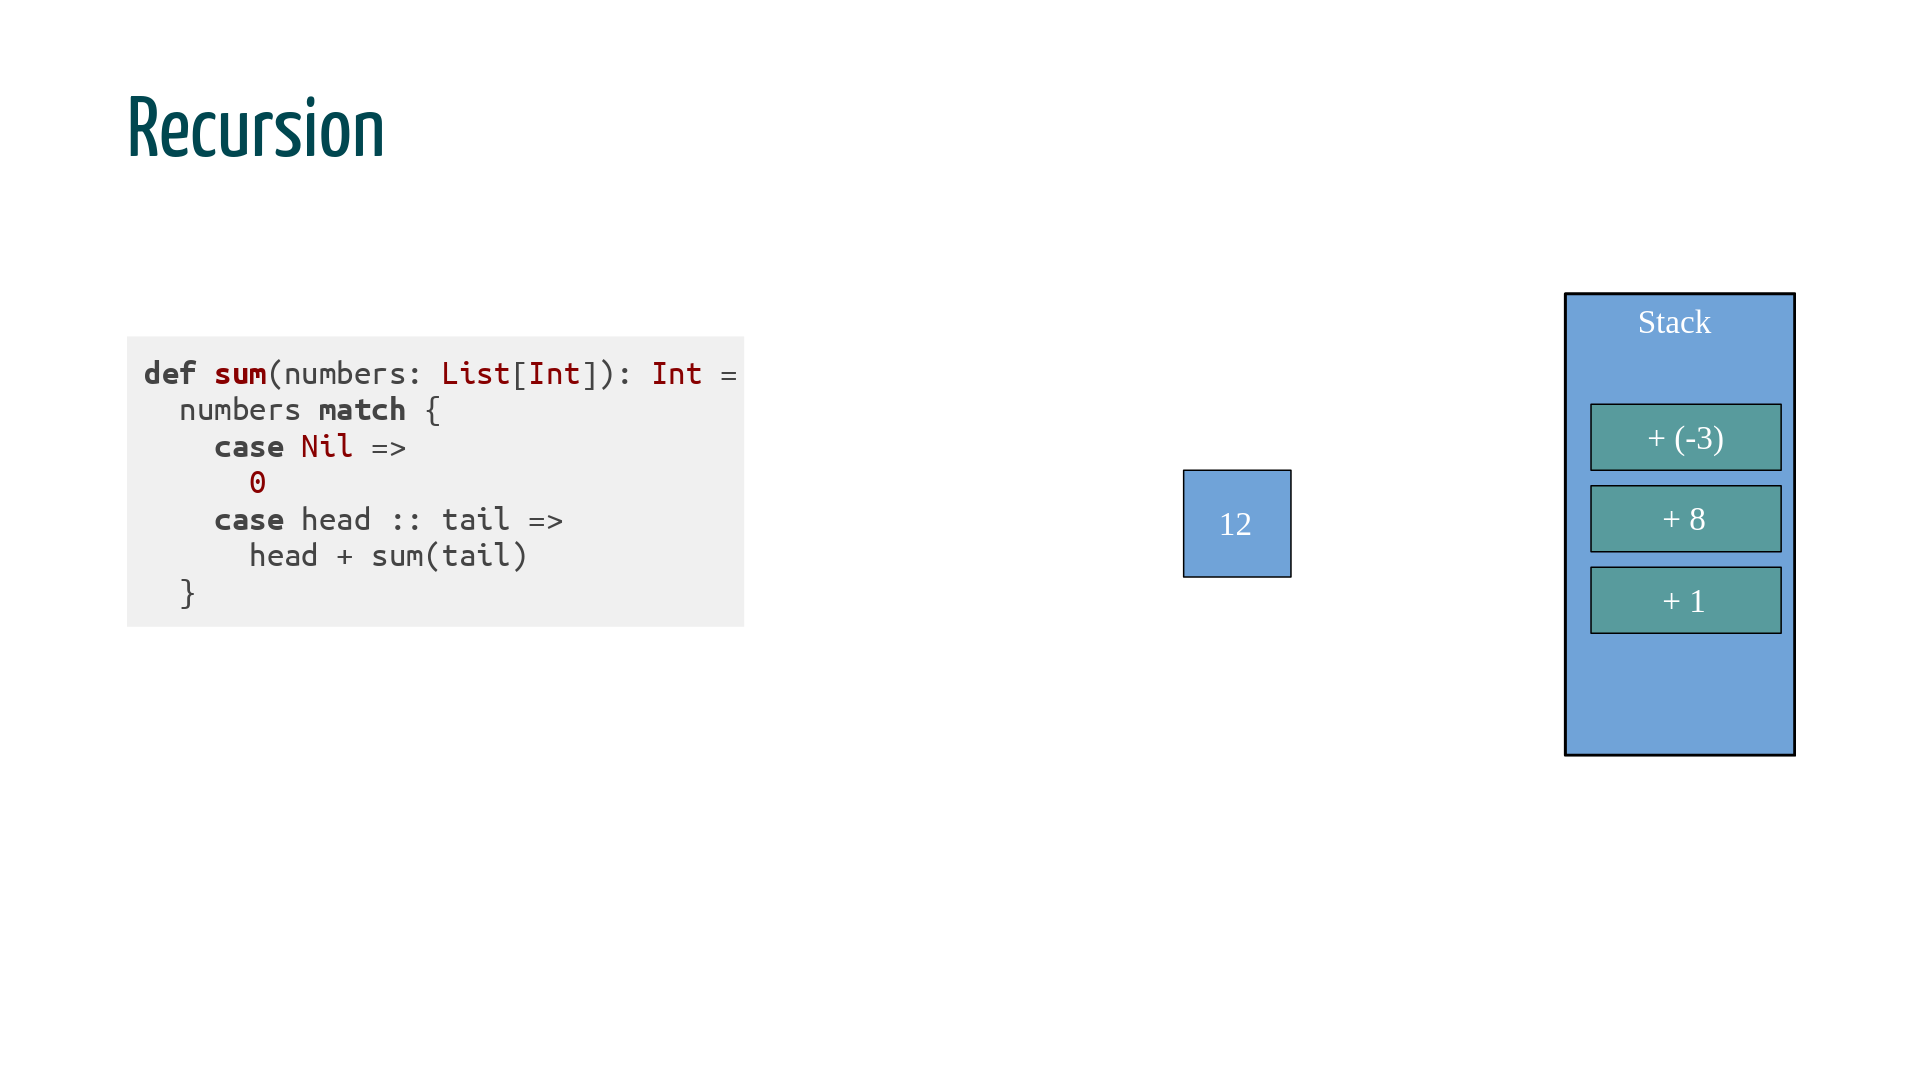 Recursion
def sum(numbers: List[Int]): Int =
  numbers match {
    case Nil =>
      0
    case head :: tail =>
      head + sum(tail)
  }
12
Stack
+ (-3)
+ 8
+ 1